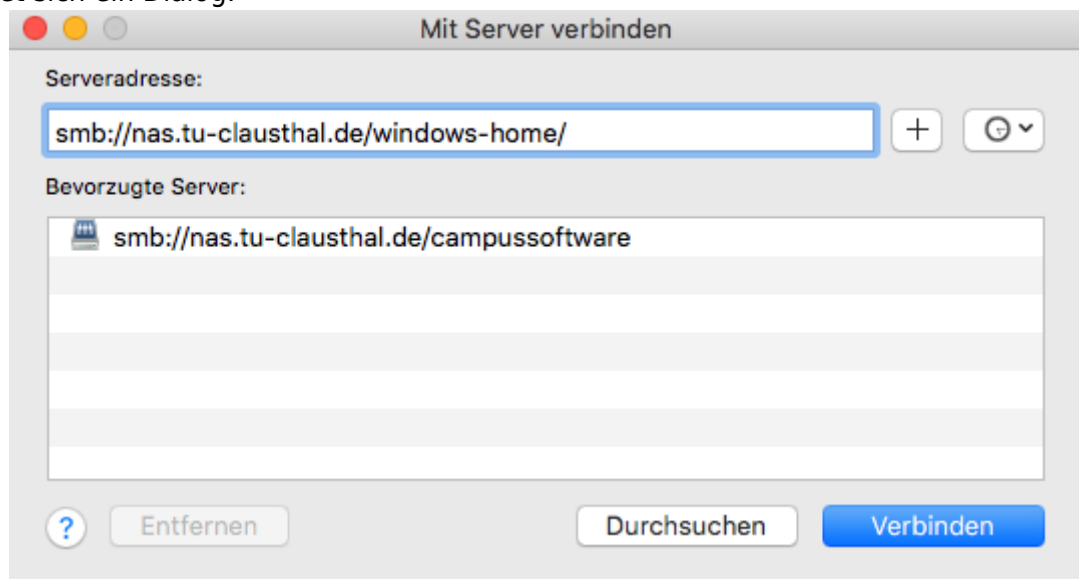 Mit Server verbinden
Serveradresse:
smb://nas.tu-clausthal.de/windows-home/
Bevorzugte Server:
smb://nas.tu-clausthal.de/campussoftware
?
Entfernen
Durchsuchen
Verbinden